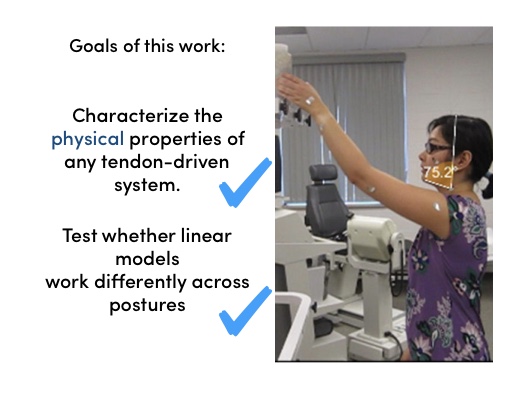 Goals of this work:
Characterize the
physical properties of
any tendon-driven
system.
Test whether linear
models
work differently across
postures
75.2°